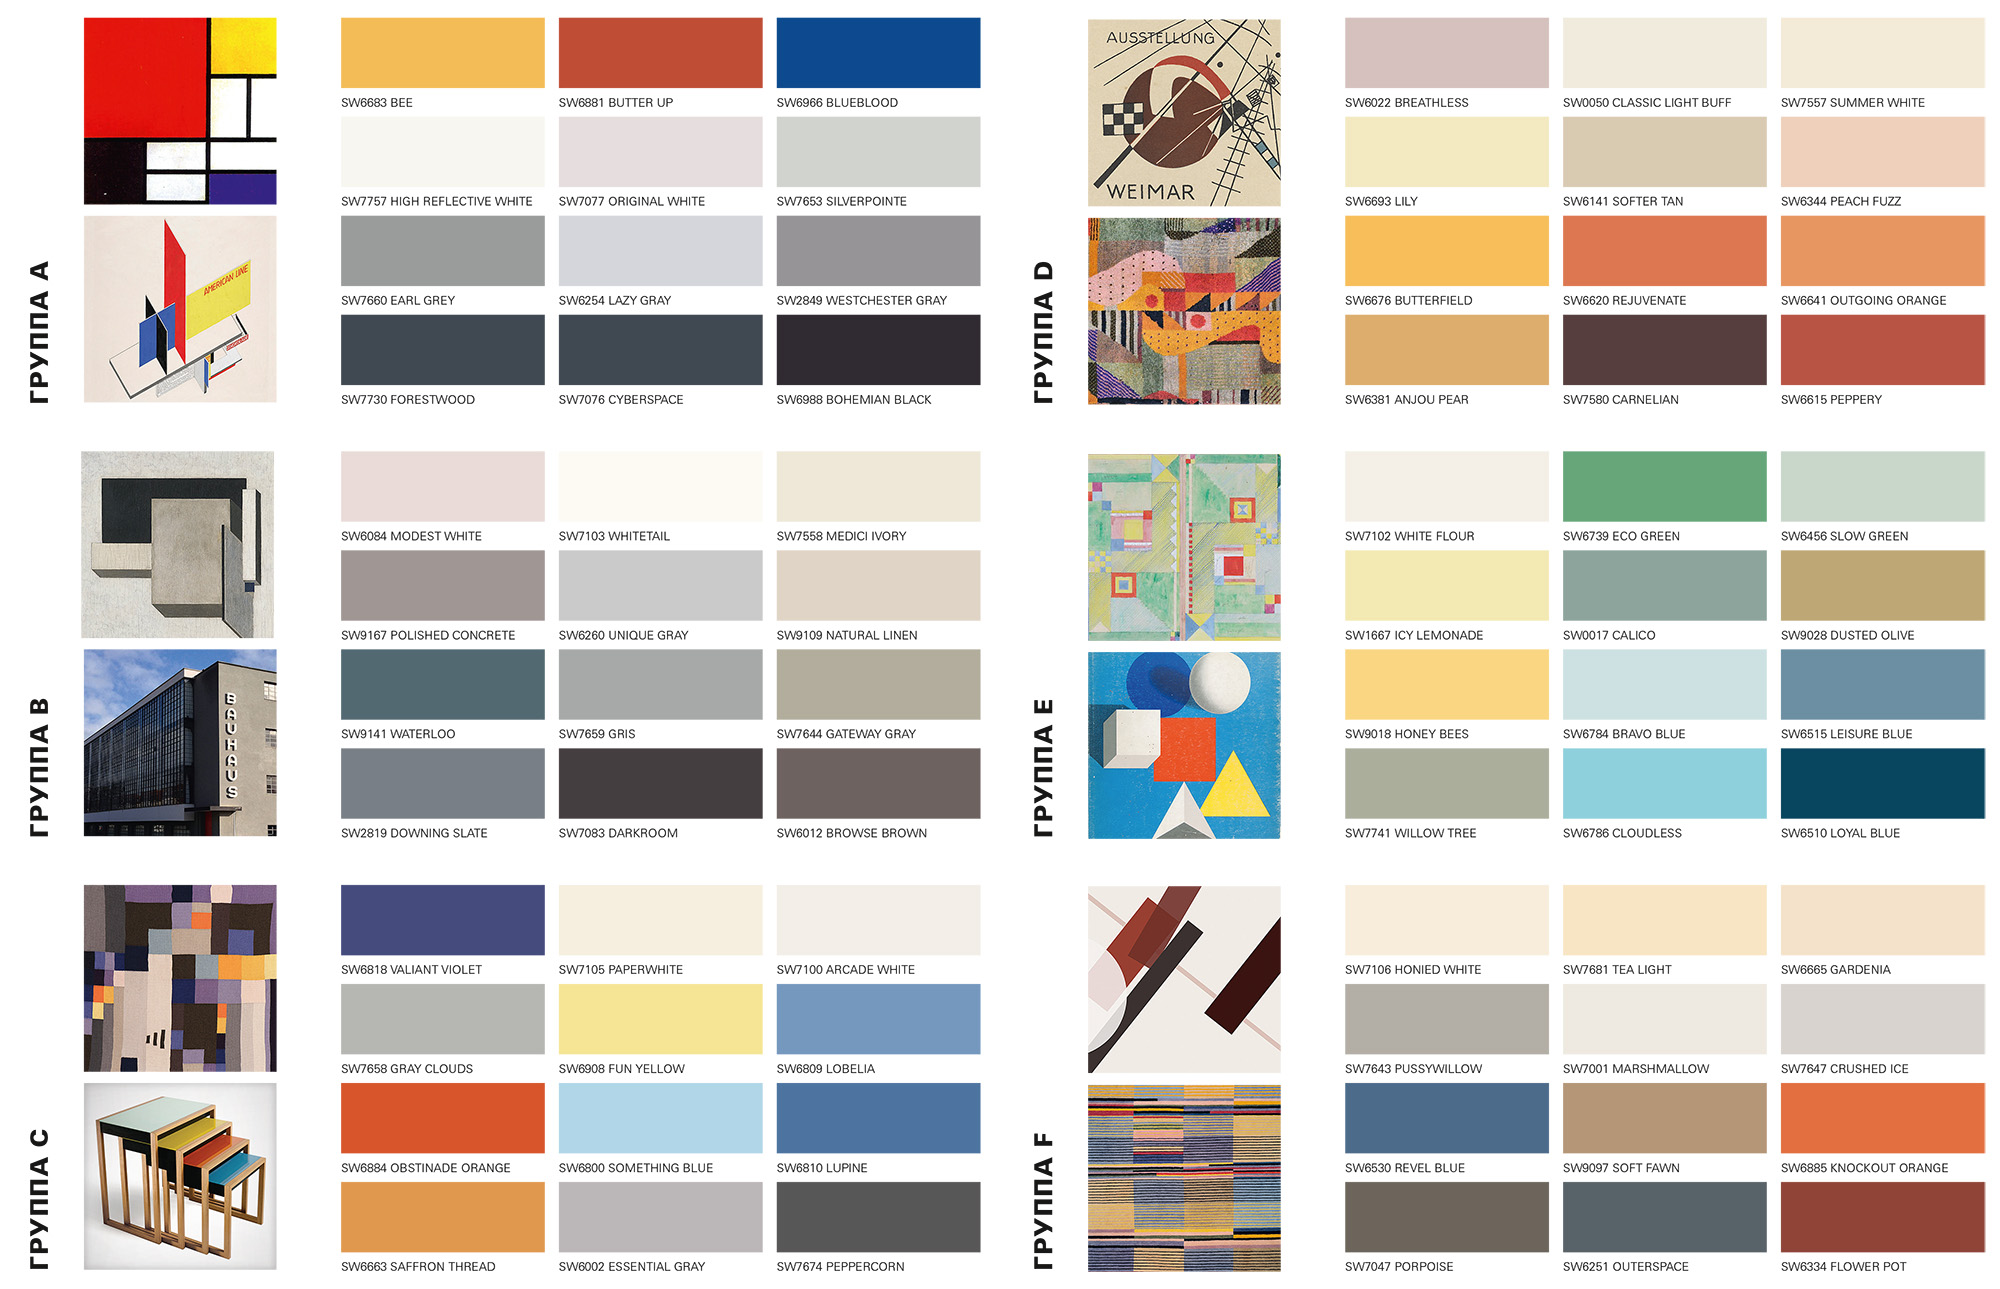 ГРУППА A
AMERICAN LINE
SW6683 BEE
SW6881 BUTTER UP
SW6966 BLUEBLOOD
SW7757 HIGH REFLECTIVE WHITE
SW7077 ORIGINAL WHITE
SW7653 SILVERPOINTE
SW7660 EARL GREY
SW6254 LAZY GRAY
SW2849 WESTCHESTER GRAY
SW7730 FORESTWOOD
SW7076 CYBERSPACE
SW6988 BOHEMIAN BLACK
ГРУППА B
BAUHAUS
SW6084 MODEST WHITE
SW7103 WHITETAIL
SW7558 MEDICI IVORY
SW9167 POLISHED CONCRETE
SW6260 UNIQUE GRAY
SW9109 NATURAL LINEN
SW9141 WATERLOO
SW7659 GRIS
SW7644 GATEWAY GRAY
SW2819 DOWNING SLATE
SW7083 DARKROOM
SW6012 BROWSE BROWN
ГРУППА C
SW6818 VALIANT VIOLET
SW7105 PAPERWHITE
SW7100 ARCADE WHITE
SW7658 GRAY CLOUDS
SW6908 FUN YELLOW
SW6809 LOBELIA
SW6884 OBSTINADE ORANGE
SW6800 SOMETHING BLUE
SW6810 LUPINE
SW6663 SAFFRON THREAD
SW6002 ESSENTIAL GRAY
SW7674 PEPPERCORN
ГРУППА D
AUSSTELLUNG
WEIMAR
SW6022 BREATHLESS
SW0050 CLASSIC LIGHT BUFF
SW7557 SUMMER WHITE
SW6693 LILY
SW6141 SOFTER TAN
SW6344 PEACH FUZZ
SW6676 BUTTERFIELD
SW6620 REJUVENATE
SW6641 OUTGOING ORANGE
SW6381 ANJOU PEAR
SW7580 CARNELIAN
SW6615 PEPPERY
ГРУППА E
SW7102 WHITE FLOUR
SW6739 ECO GREEN
SW6456 SLOW GREEN
SW1667 ICY LEMONADE
SW0017 CALICO
SW9028 DUSTED OLIVE
SW9018 HONEY BEES
SW6784 BRAVO BLUE
SW6515 LEISURE BLUE
SW7741 WILLOW TREE
SW6786 CLOUDLESS
SW6510 LOYAL BLUE
ГРУППА F
SW7106 HONIED WHITE
SW7681 TEA LIGHT
SW6665 GARDENIA
SW7643 PUSSYWILLOW
SW7001 MARSHMALLOW
SW7647 CRUSHED ICE
SW6530 REVEL BLUE
SW9097 SOFT FAWN
SW6885 KNOCKOUT ORANGE
SW7047 PORPOISE
SW6251 OUTERSPACE
SW6334 FLOWER POT